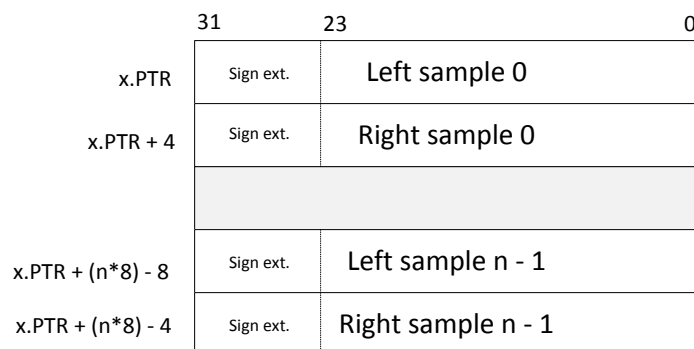 31 23 0
x.PTR Sign ext. Left sample 0
x.PTR + 4 Sign ext. Right sample 0
x.PTR + (n*8) - 8 Sign ext. Left sample n - 1
x.PTR + (n*8) - 4 Sign ext. Right sample n - 1